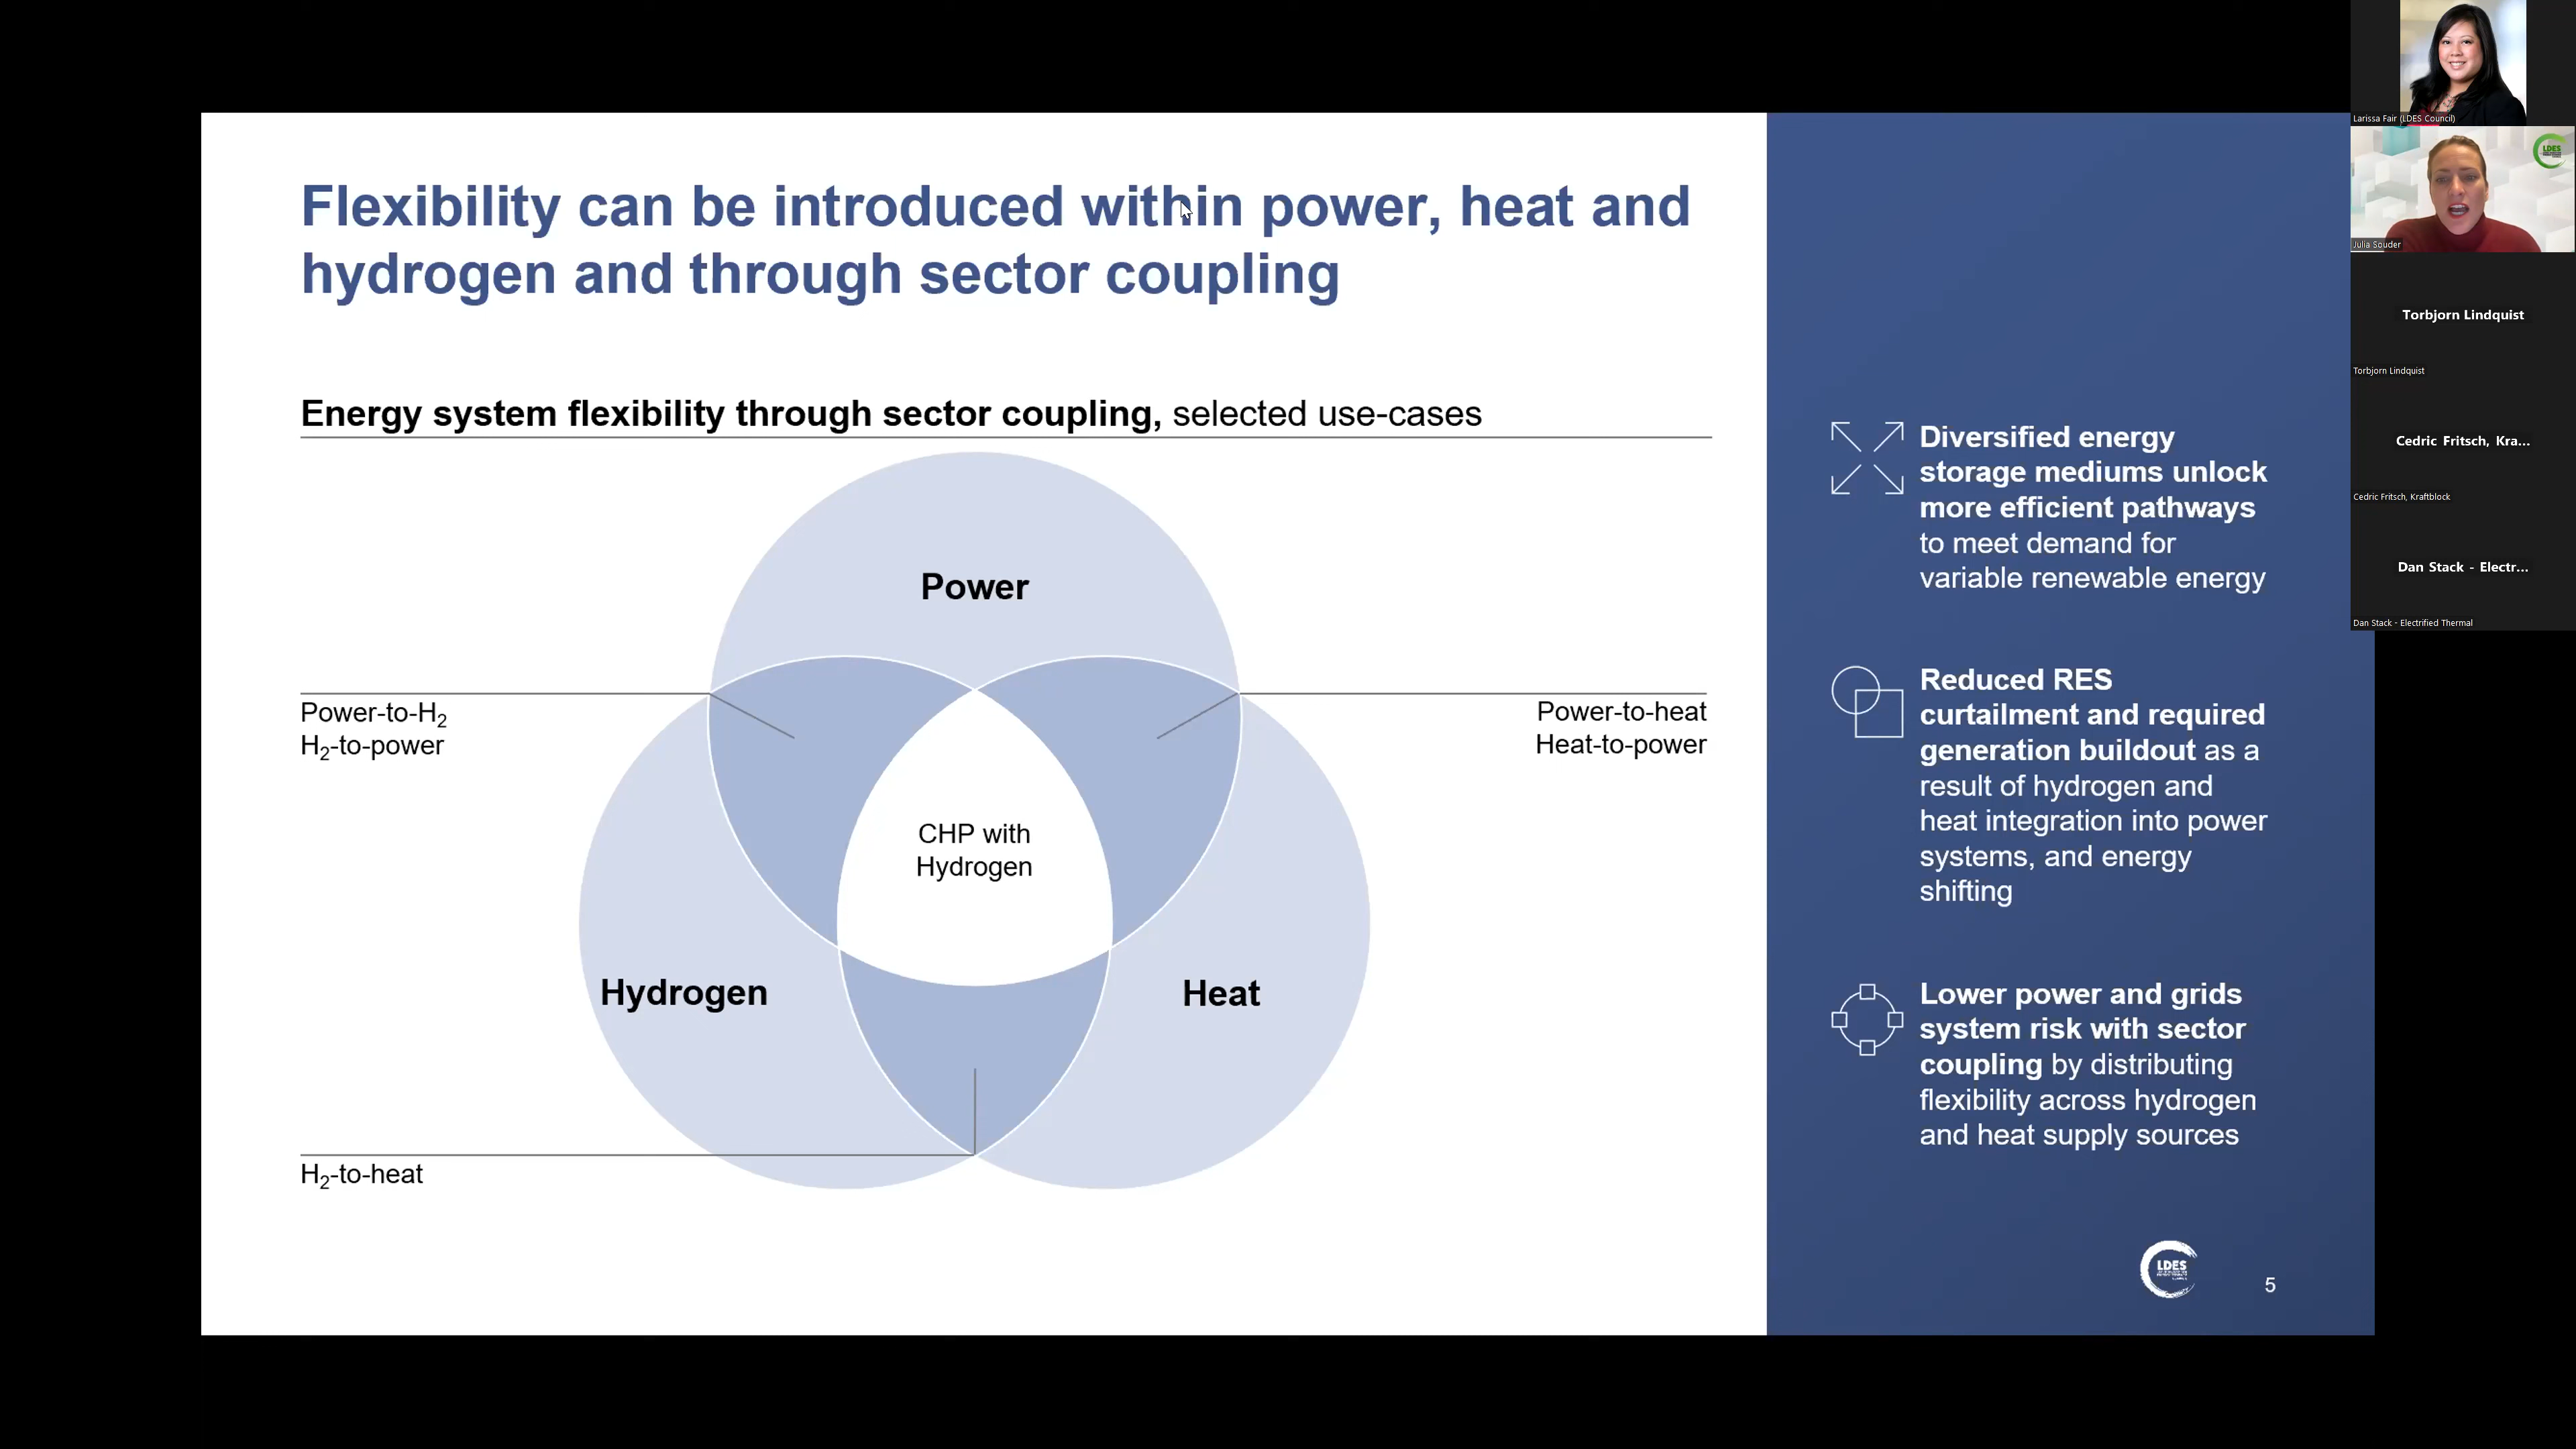 Flexibility can be introduced within power, heat and
hydrogen and through sector coupling
Energy system flexibility through sector coupling, selected use-cases
Power
Power-to-H₂
H₂-to-power
Power-to-heat
Heat-to-power
CHP with
Hydrogen
Hydrogen
Heat
H₂-to-heat
Diversified energy
storage mediums unlock
more efficient pathways
to meet demand for
variable renewable energy
Reduced RES
curtailment and required
generation buildout as a
result of hydrogen and
heat integration into power
systems, and energy
shifting
Lower power and grids
system risk with sector
coupling by distributing
flexibility across hydrogen
and heat supply sources
LDES
5
Larissa Fair (LDES Council)
LDES
Julia Souder
Torbjorn Lindquist
Torbjorn Lindquist
Cedric Fritsch, Kra...
Cedric Fritsch, Kraftblock
Dan Stack - Electr...
Dan Stack - Electrified Thermal